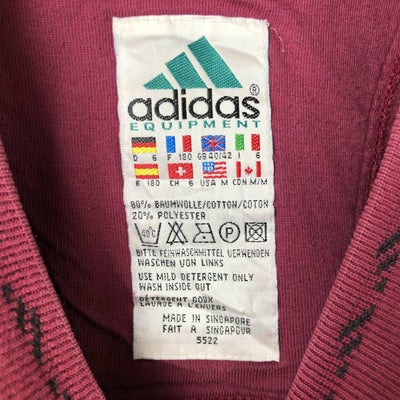 adidas®
EQUIPMENT
D 6 F 180 GB 40/42 I 6
E 180 CH 6 USA M CDN M/M
80% BAUMWOLLE/COTTON/COTON
20% POLYESTER
40°C A
BITTE FEINWASCHMITTEL VERWENDEN
WASCHEN VON LINKS
USE MILD DETERGENT ONLY
WASH INSIDE OUT
DÉTERGENT DOUX
LAVAGE A L'ENVERS
MADE IN SINGAPORE
FAIT A SINGAPOUR
5522